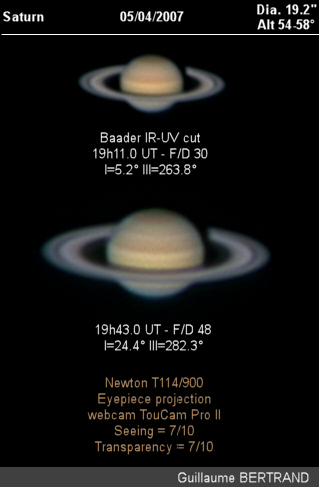 Saturn
05/04/2007
Dia. 19.2"
Alt 54-58°
Baader IR-UV cut
19h11.0 UT - F/D 30
I=5.2° III=263.8°
19h43.0 UT - F/D 48
I=24.4° III=282.3°
Newton T114/900
Eyepiece projection
webcam TouCam Pro II
Seeing = 7/10
Transparency = 7/10
Guillaume BERTRAND